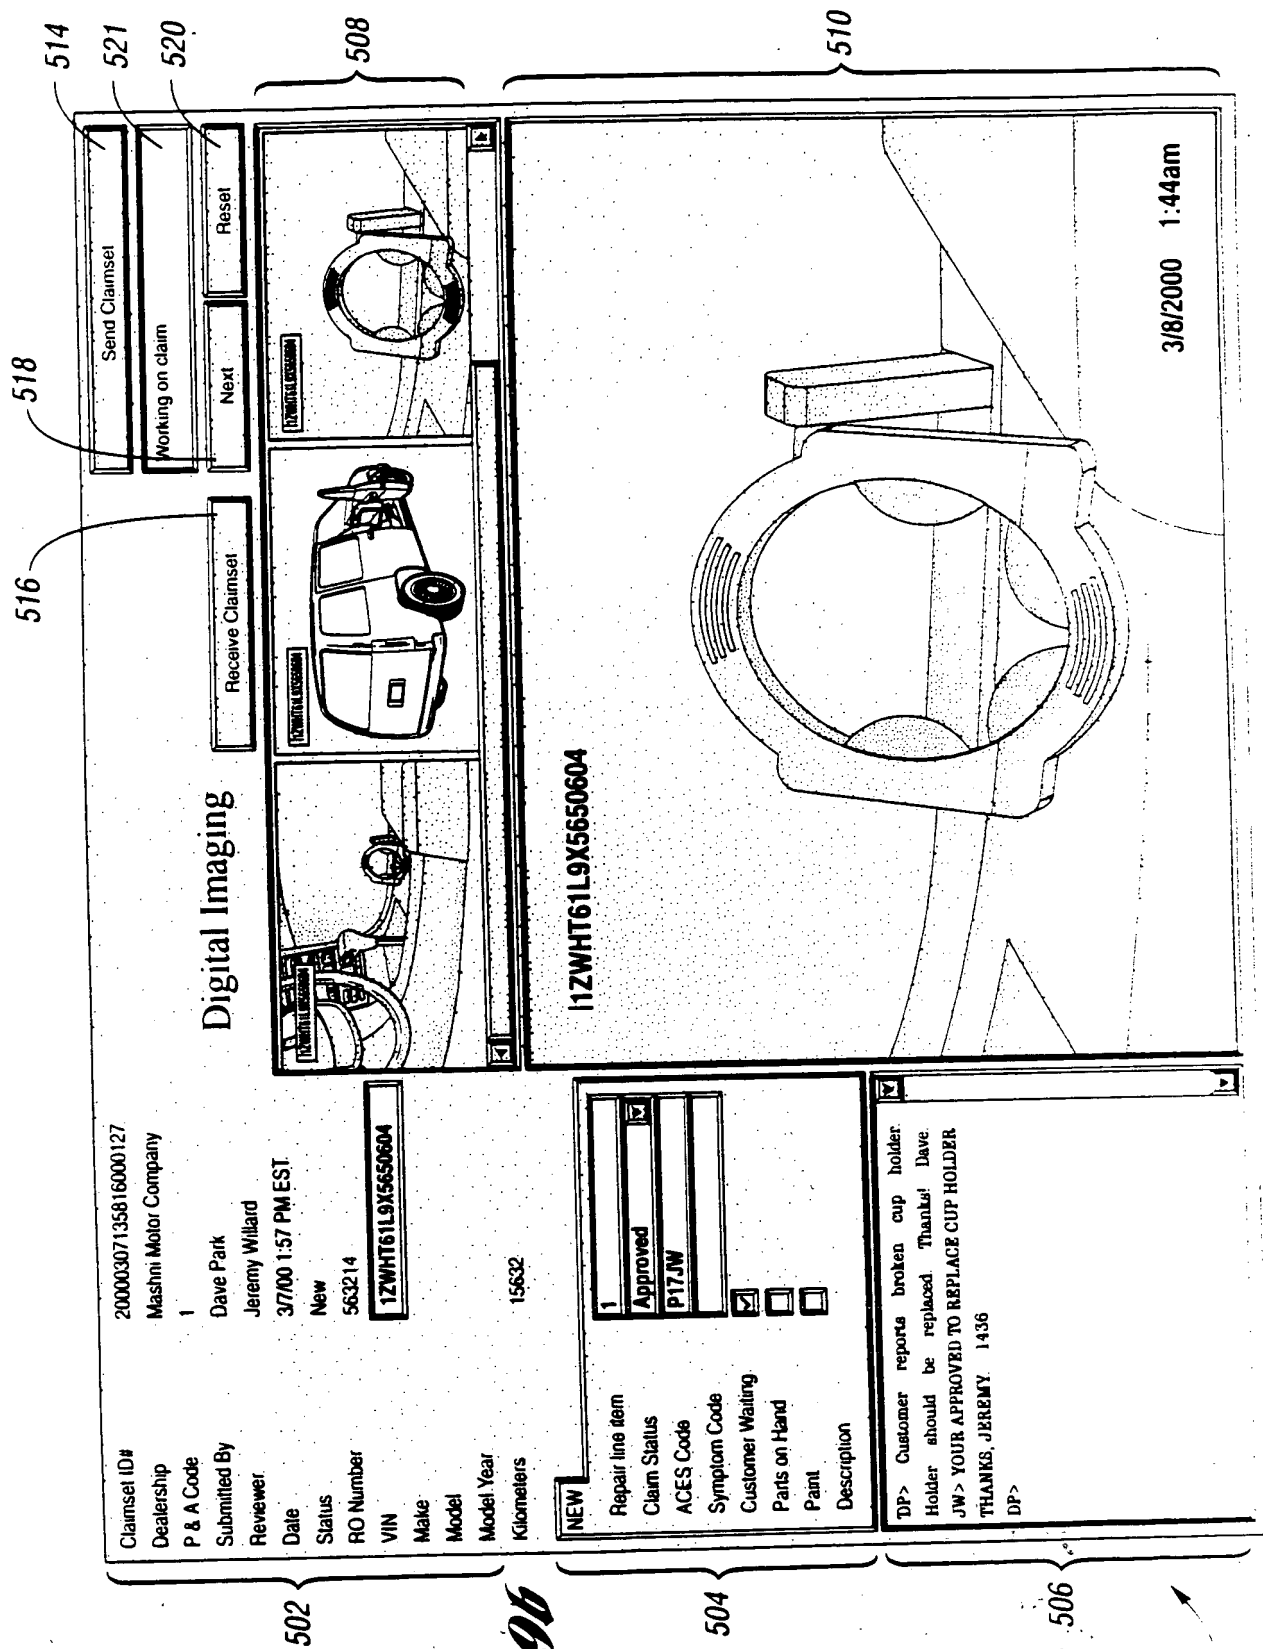 514
521
520
518
516
Send Claimset
Working on claim
Next
Reset
Receive Claimset
Digital Imaging
Claimset ID# 20000307135816000127
Dealership Mashni Motor Company
P & A Code 1
Submitted By Dave Park
Reviewer Jeremy Willard
Date 3/7/00 1:57 PM EST
Status New
RO Number 563214
VIN 1ZWHT61L9X5650604
Make
Model
Model Year
Kilometers 15632
502
508
1ZWHT61L9X5650604
1ZWHT61L9X5650604
1ZWHT61L9X5650604
NEW
Repair line item 1
Claim Status Approved
ACES Code P17JW
Symptom Code
Customer Waiting
Parts on Hand
Paint
Description
504
DP> Customer reports broken cup holder.
Holder should be replaced. Thanks! Dave
JW> YOUR APPROVED TO REPLACE CUP HOLDER
THANKS, JEREMY 1436
DP>
506
|1ZWHT61L9X5650604
3/8/2000 1:44am
510
9b